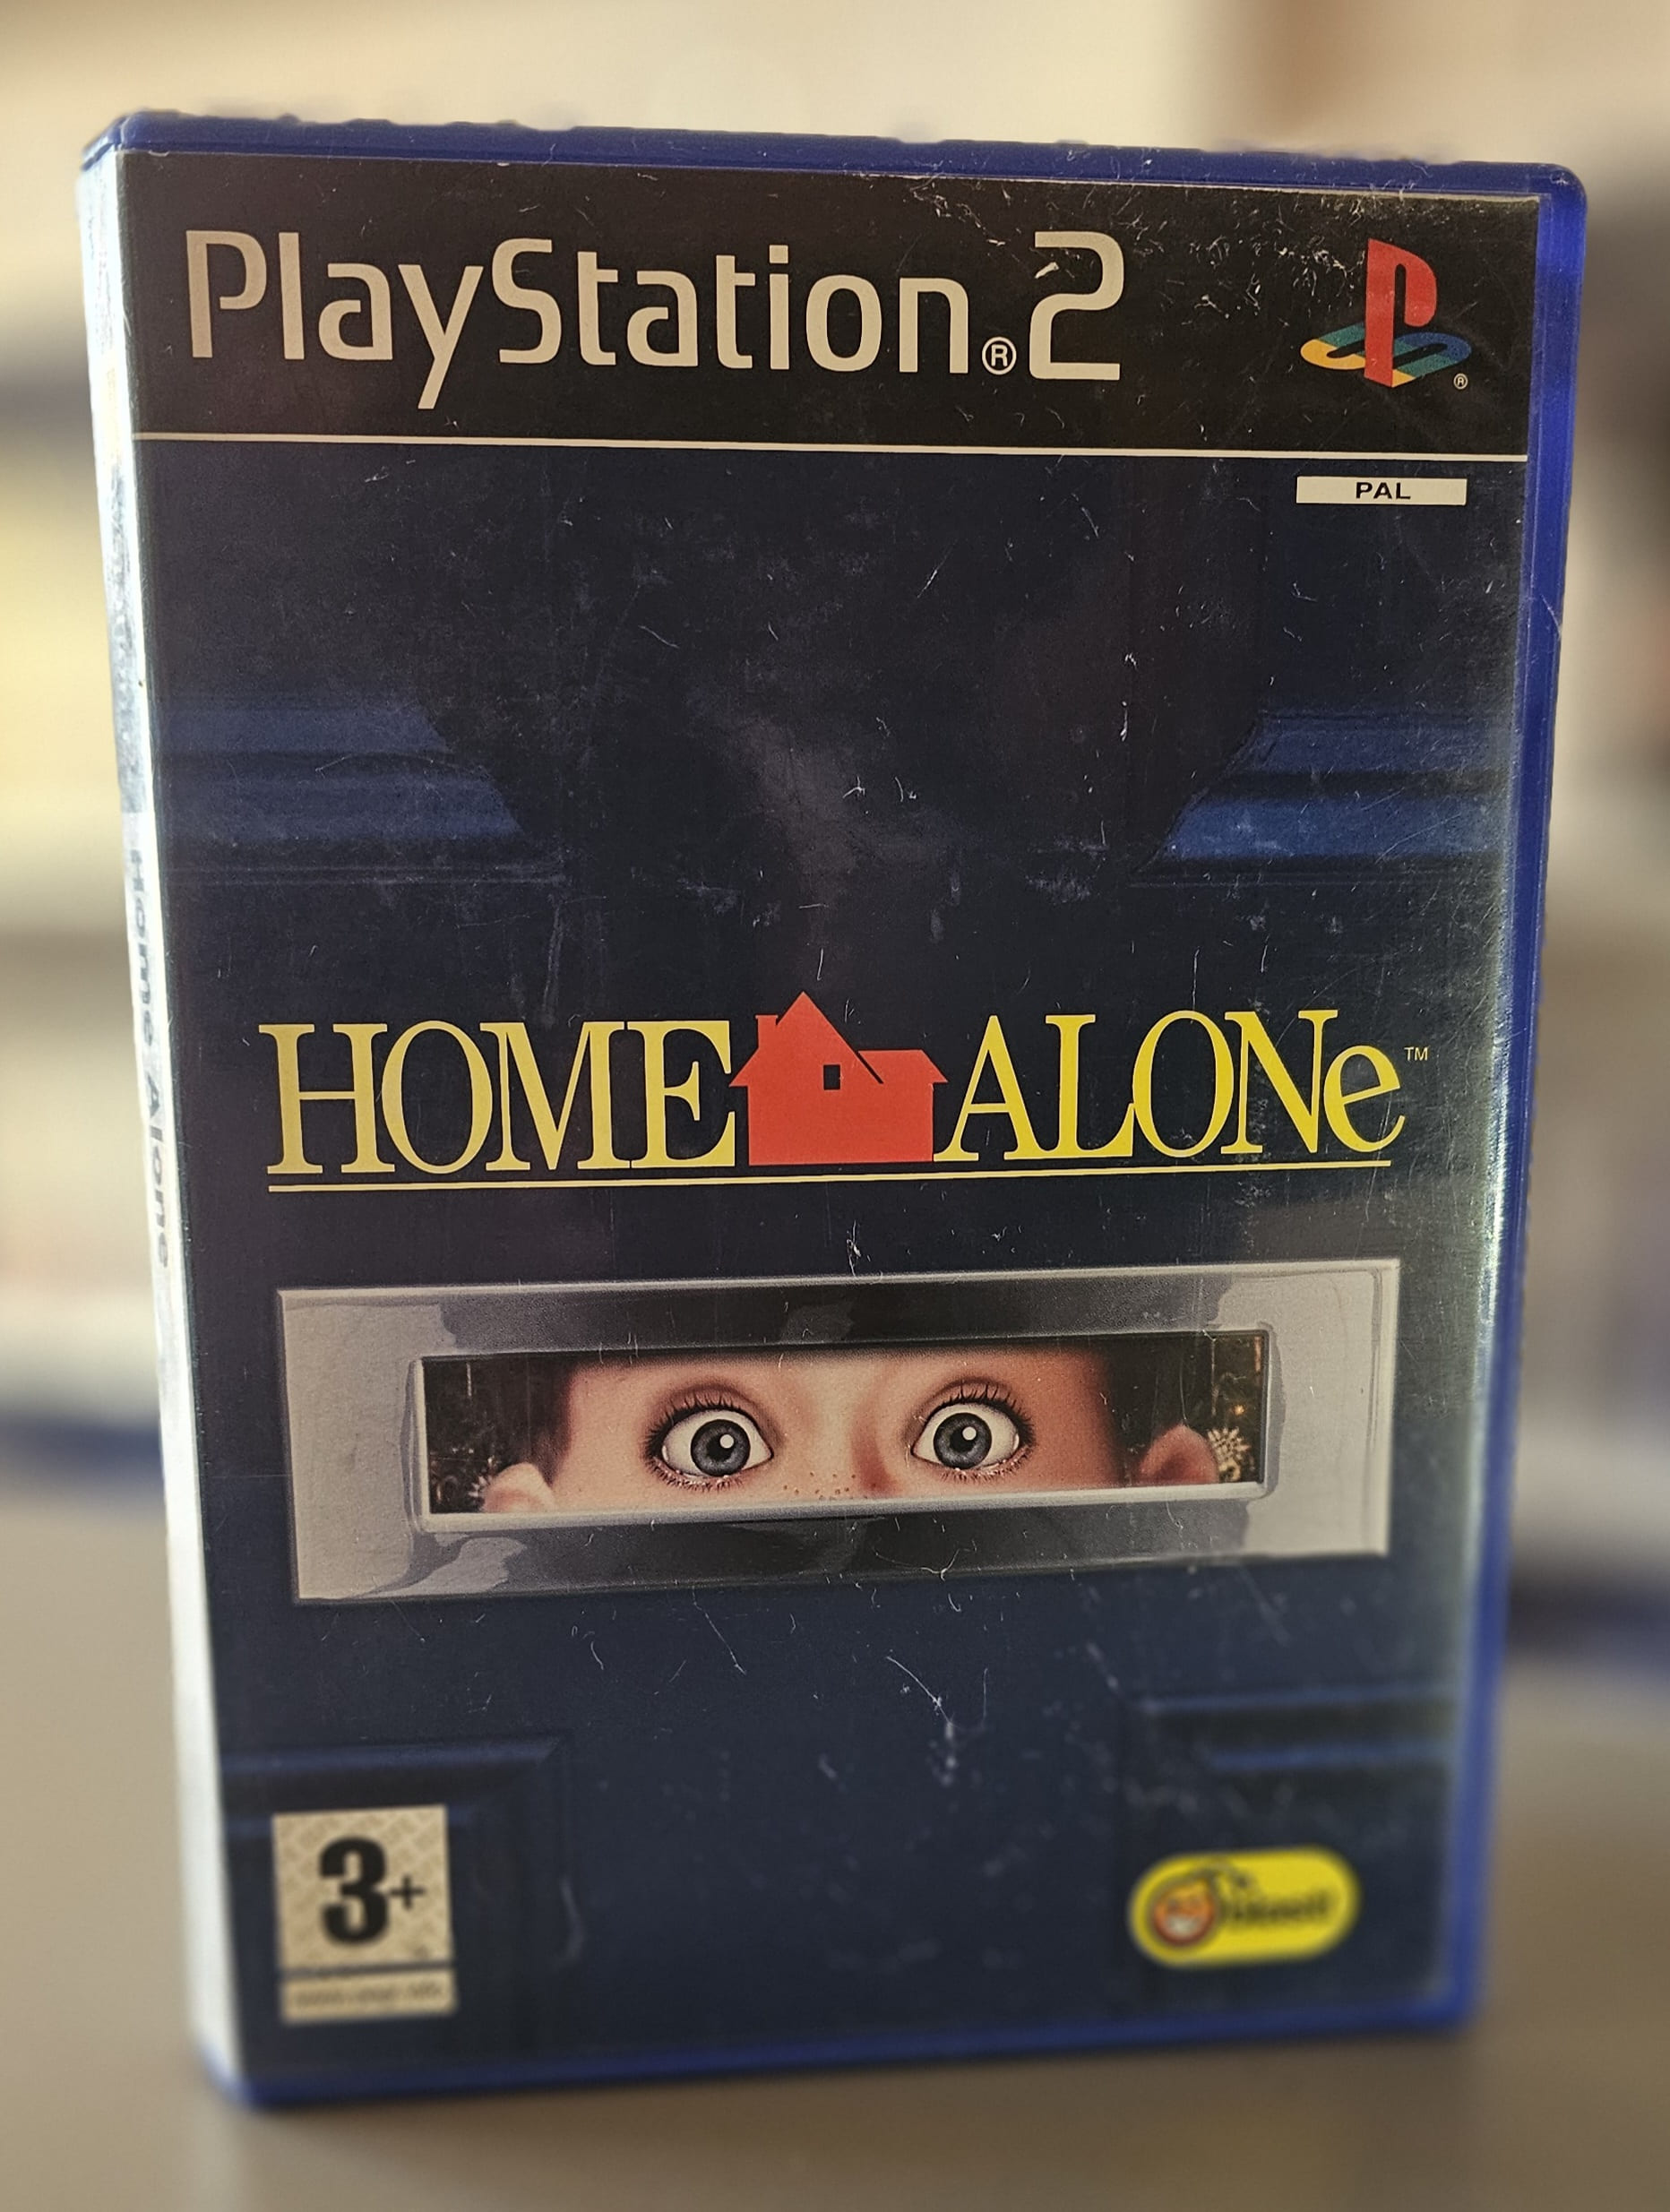 PlayStation®2
®
PAL
HOME ALONe™
Home Alone
3+